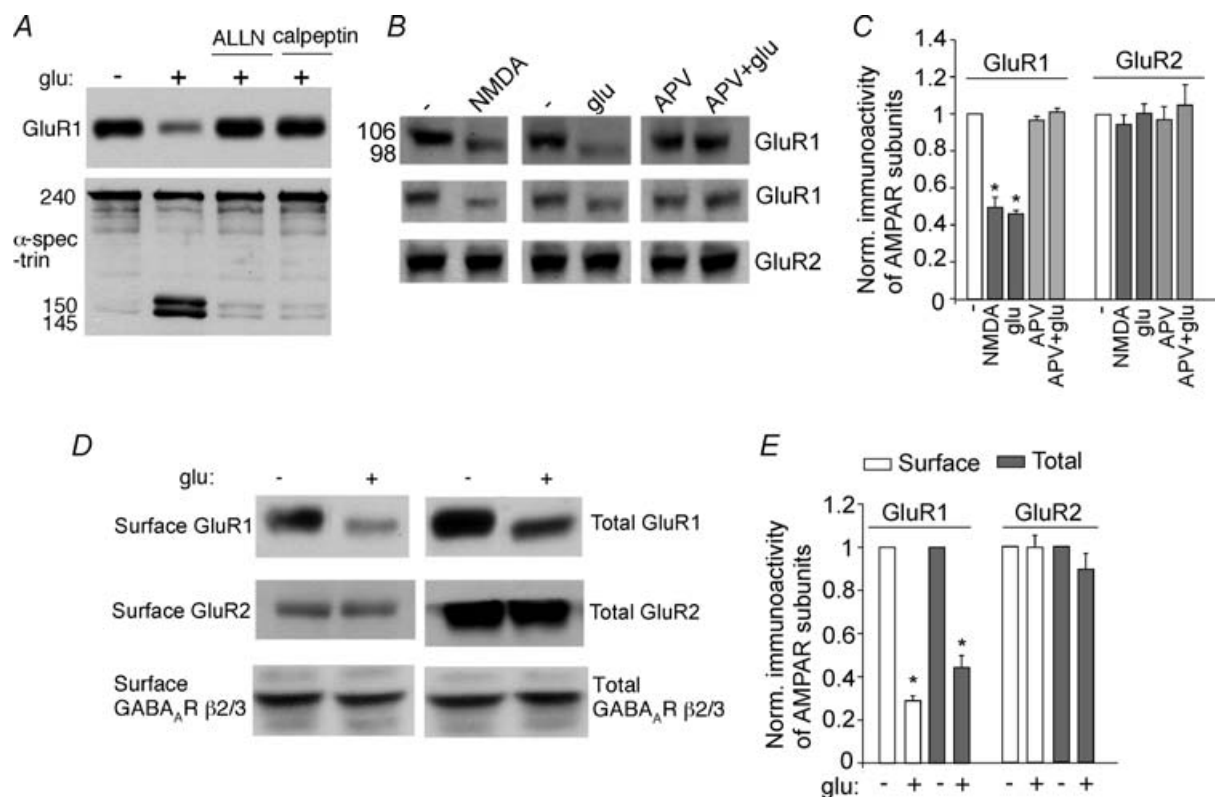 A
ALLN calpeptin
glu: - + + +
GluR1
240
α-spec
-trin
150
145
B
- NMDA - glu APV APV+glu
106
98
GluR1
GluR1
GluR2
C
Norm. immunoactivity
of AMPAR subunits
1.4
1.2
1
0.8
0.6
0.4
0.2
0
GluR1 GluR2
* *
- NMDA glu APV APV+glu - NMDA glu APV APV+glu
D
glu: - + - +
Surface GluR1 Total GluR1
Surface GluR2 Total GluR2
Surface
GABAAR β2/3
Total
GABAAR β2/3
E
Surface Total
Norm. immunoactivity
of AMPAR subunits
1.2
1
0.8
0.6
0.4
0.2
0
GluR1 GluR2
* *
glu: - + - + - + - +